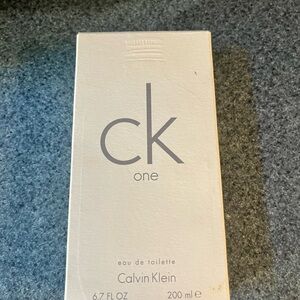 ck
one
eau de toilette
Calvin Klein
6.7 FL OZ 200 ml ℮